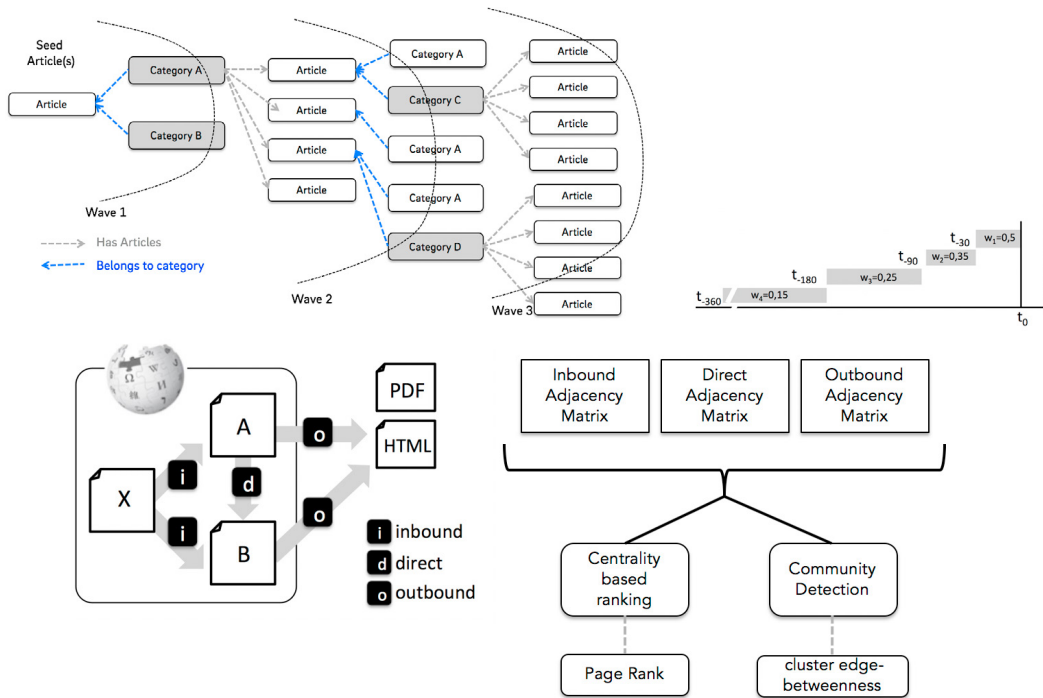 Seed
Article(s)
Article
Category A
Category B
Wave 1
Article
Article
Article
Article
Category A
Category C
Category A
Category A
Category D
Wave 2
Article
Article
Article
Article
Article
Article
Article
Article
Wave 3
Has Articles
Belongs to category
t-360
w4=0,15
t-180
w3=0,25
t-90
w2=0,35
t-30
w1=0,5
t0
X
i
i
A
d
B
o
o
PDF
HTML
i inbound
d direct
o outbound
Inbound
Adjacency
Matrix
Direct
Adjacency
Matrix
Outbound
Adjacency
Matrix
Centrality
based
ranking
Community
Detection
Page Rank
cluster edge-
betweenness